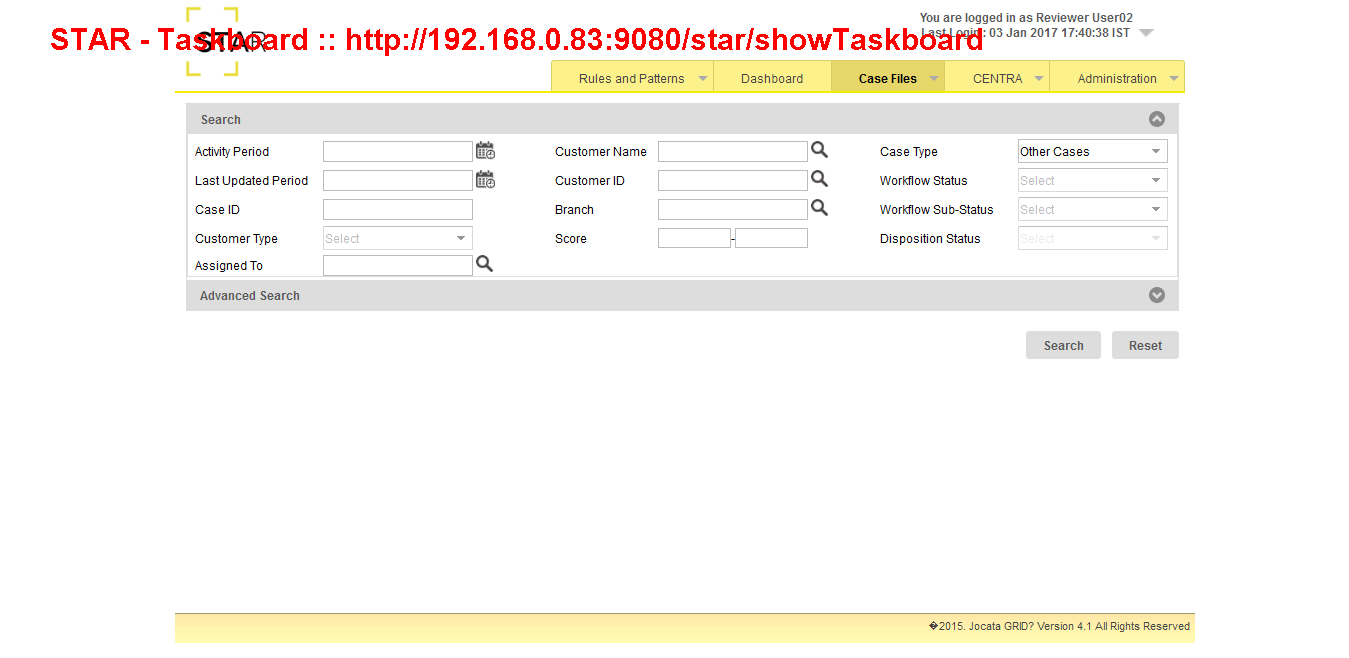 You are logged in as Reviewer User02
STAR
STAR - Taskboard :: http://192.168.0.83:9080/star/showTaskboard
Last Login : 03 Jan 2017 17:40:38 IST
Rules and Patterns Dashboard Case Files CENTRA Administration
Search
Activity Period Customer Name Case Type Other Cases
Last Updated Period Customer ID Workflow Status Select
Case ID Branch Workflow Sub-Status Select
Customer Type Select Score - Disposition Status Select
Assigned To
Advanced Search
Search Reset
�2015. Jocata GRID? Version 4.1 All Rights Reserved